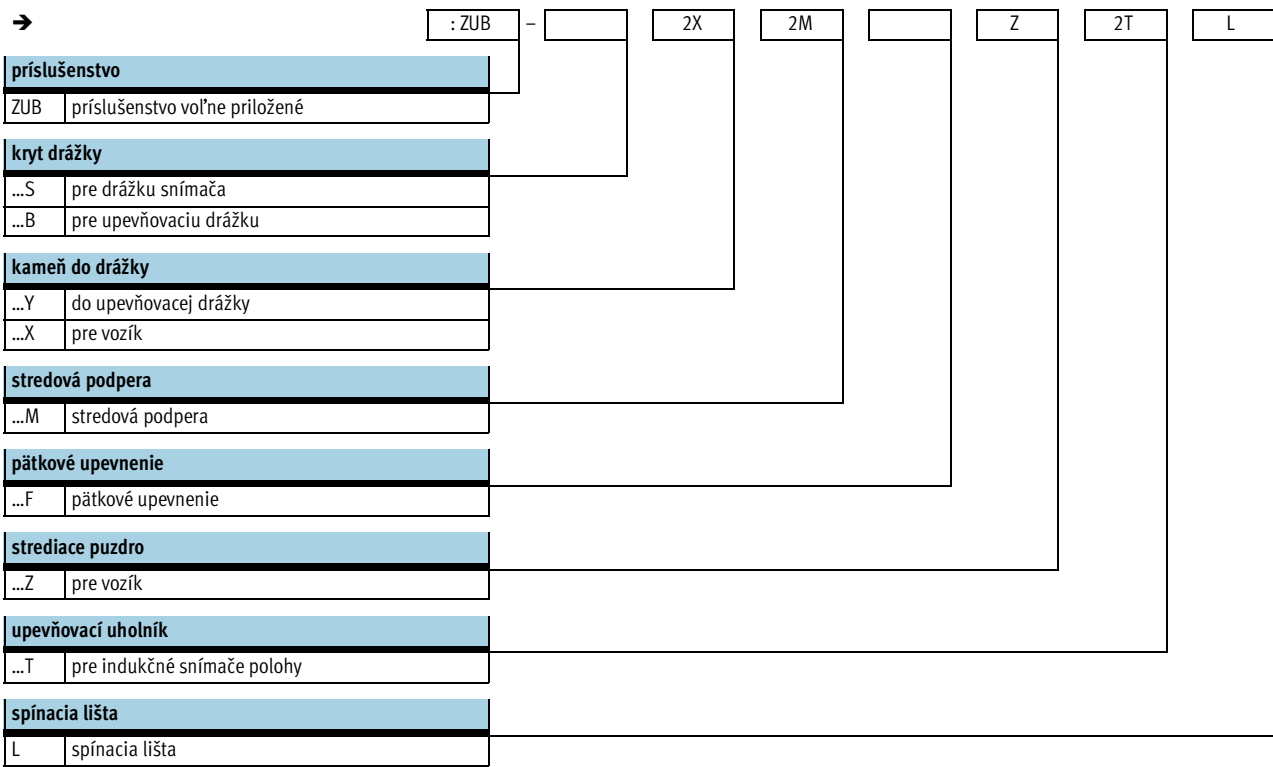 ➔ : ZUB – 2X 2M Z 2T L
príslušenstvo
ZUB príslušenstvo voľne priložené
kryt drážky
...S pre drážku snímača
...B pre upevňovaciu drážku
kameň do drážky
...Y do upevňovacej drážky
...X pre vozík
stredová podpera
...M stredová podpera
pätkové upevnenie
...F pätkové upevnenie
strediace puzdro
...Z pre vozík
upevňovací uholník
...T pre indukčné snímače polohy
spínacia lišta
L spínacia lišta